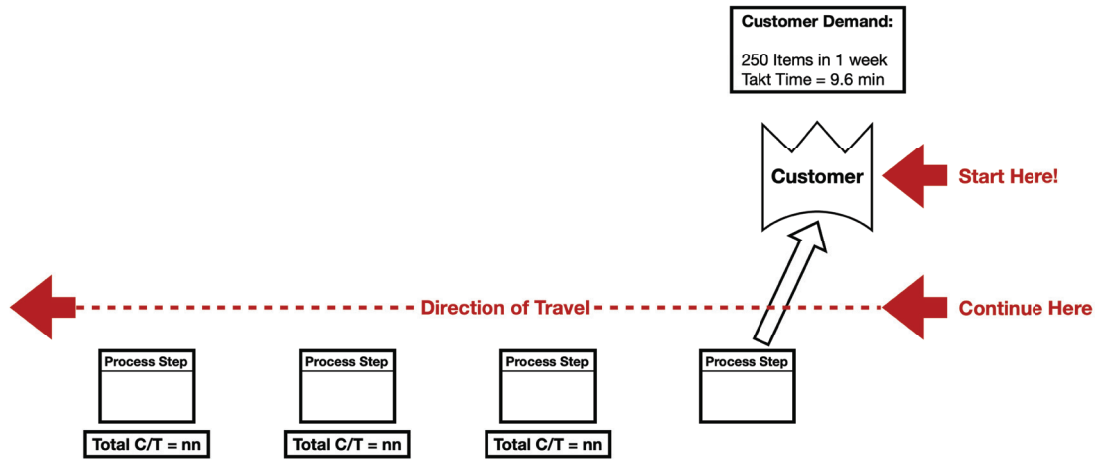 Customer Demand:
250 Items in 1 week
Takt Time = 9.6 min
Customer
Start Here!
Direction of Travel
Continue Here
Process Step
Process Step
Process Step
Process Step
Total C/T = nn
Total C/T = nn
Total C/T = nn